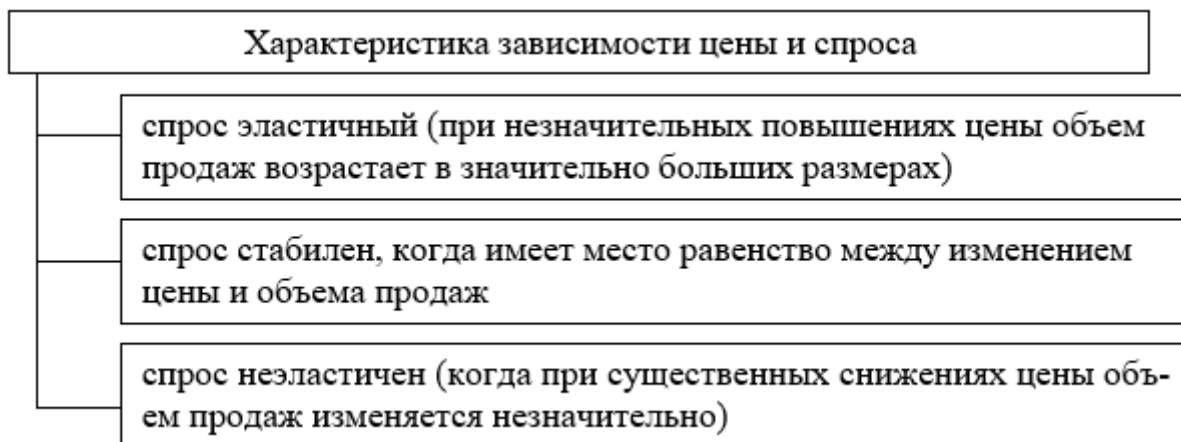 Характеристика зависимости цены и спроса
спрос эластичный (при незначительных повышениях цены объем
продаж возрастает в значительно больших размерах)
спрос стабилен, когда имеет место равенство между изменением
цены и объема продаж
спрос неэластичен (когда при существенных снижениях цены объ-
ем продаж изменяется незначительно)